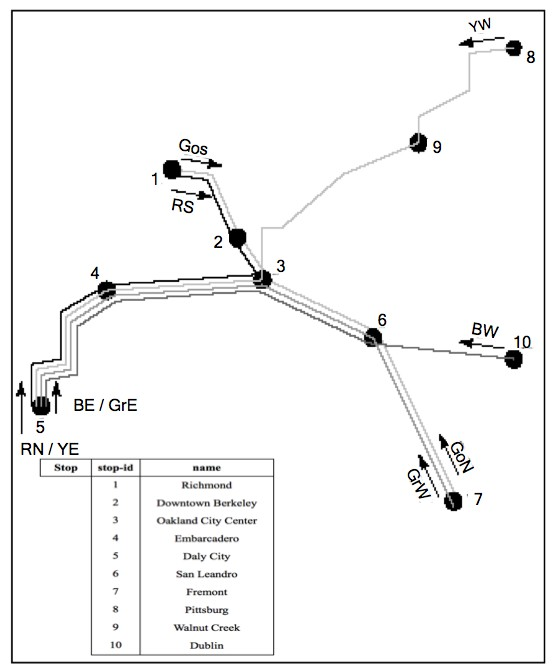 YW
8
9
Gos
1
RS
2
3
4
6
BW
10
BE / GrE
5
RN / YE
GoN
GrW
7
Stop stop-id name
1 Richmond
2 Downtown Berkeley
3 Oakland City Center
4 Embarcadero
5 Daly City
6 San Leandro
7 Fremont
8 Pittsburg
9 Walnut Creek
10 Dublin